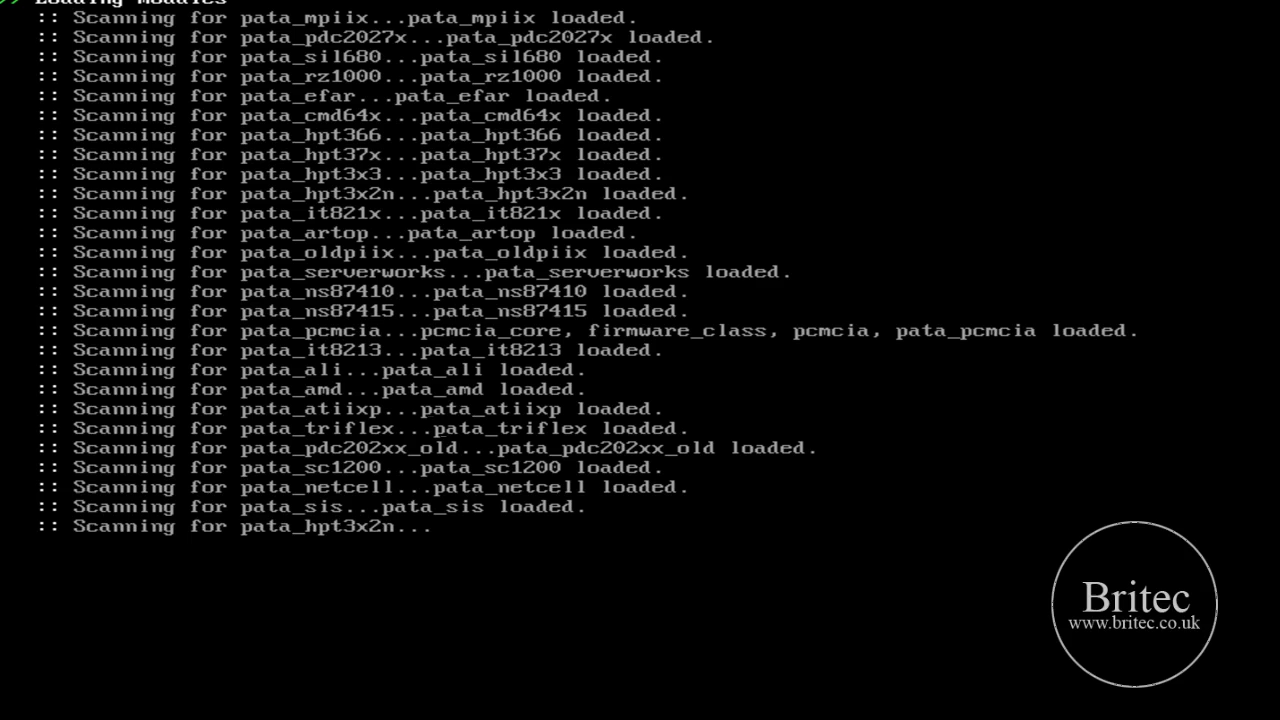 >> Loading modules
:: Scanning for pata_mpiix...pata_mpiix loaded.
:: Scanning for pata_pdc2027x...pata_pdc2027x loaded.
:: Scanning for pata_sil680...pata_sil680 loaded.
:: Scanning for pata_rz1000...pata_rz1000 loaded.
:: Scanning for pata_efar...pata_efar loaded.
:: Scanning for pata_cmd64x...pata_cmd64x loaded.
:: Scanning for pata_hpt366...pata_hpt366 loaded.
:: Scanning for pata_hpt37x...pata_hpt37x loaded.
:: Scanning for pata_hpt3x3...pata_hpt3x3 loaded.
:: Scanning for pata_hpt3x2n...pata_hpt3x2n loaded.
:: Scanning for pata_it821x...pata_it821x loaded.
:: Scanning for pata_artop...pata_artop loaded.
:: Scanning for pata_oldpiix...pata_oldpiix loaded.
:: Scanning for pata_serverworks...pata_serverworks loaded.
:: Scanning for pata_ns87410...pata_ns87410 loaded.
:: Scanning for pata_ns87415...pata_ns87415 loaded.
:: Scanning for pata_pcmcia...pcmcia_core, firmware_class, pcmcia, pata_pcmcia loaded.
:: Scanning for pata_it8213...pata_it8213 loaded.
:: Scanning for pata_ali...pata_ali loaded.
:: Scanning for pata_amd...pata_amd loaded.
:: Scanning for pata_atiixp...pata_atiixp loaded.
:: Scanning for pata_triflex...pata_triflex loaded.
:: Scanning for pata_pdc202xx_old...pata_pdc202xx_old loaded.
:: Scanning for pata_sc1200...pata_sc1200 loaded.
:: Scanning for pata_netcell...pata_netcell loaded.
:: Scanning for pata_sis...pata_sis loaded.
:: Scanning for pata_hpt3x2n...
Britec
www.britec.co.uk